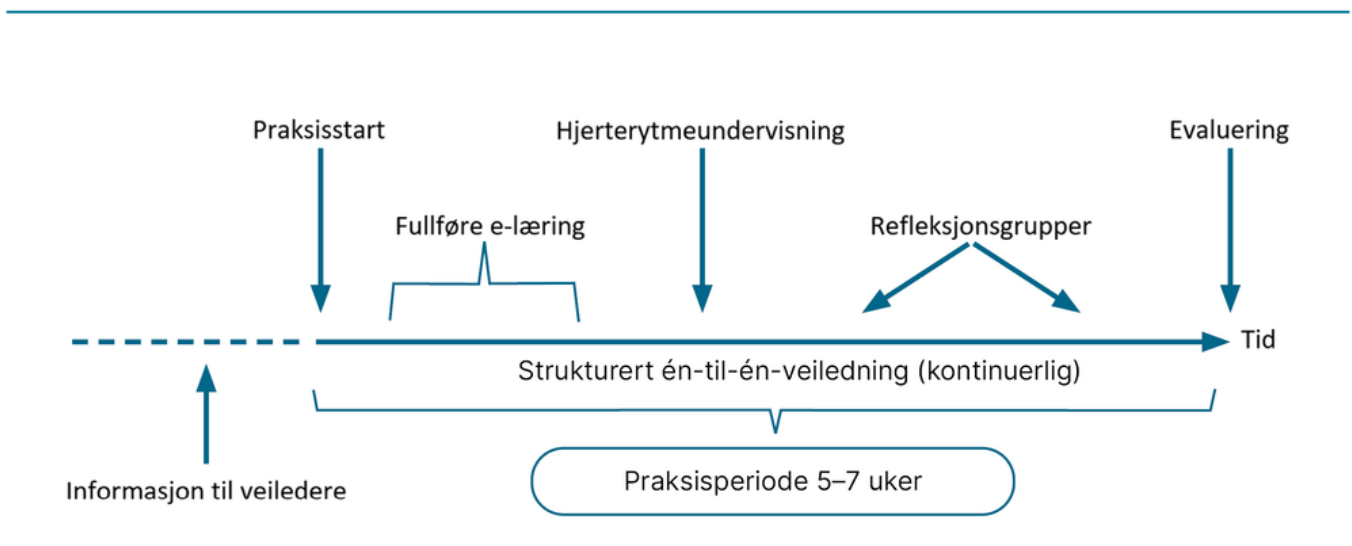 Praksisstart
Hjerterytmeundervisning
Evaluering
Fullføre e-læring
Refleksjonsgrupper
Tid
Strukturert én-til-én-veiledning (kontinuerlig)
Praksisperiode 5–7 uker
Informasjon til veiledere